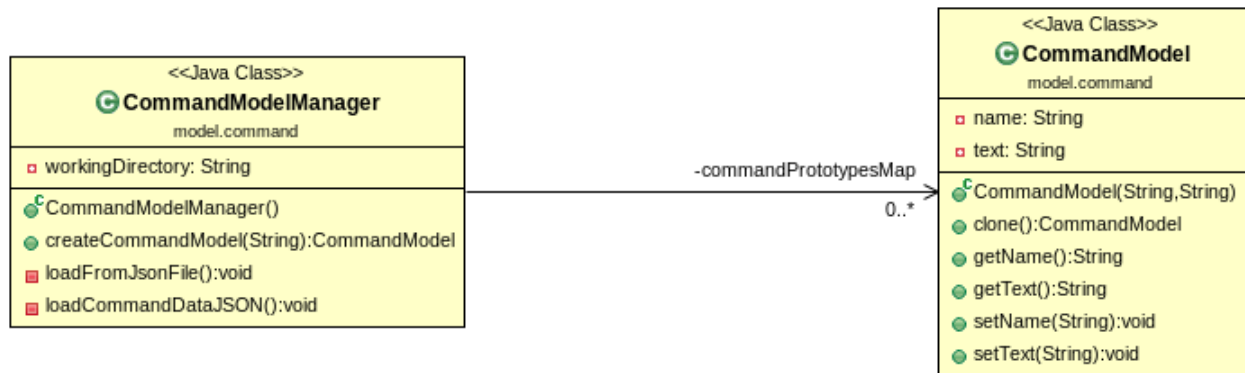 <<Java Class>>
CommandModelManager
model.command
workingDirectory: String
CommandModelManager()
createCommandModel(String):CommandModel
loadFromJsonFile():void
loadCommandDataJSON():void
-commandPrototypesMap
0..*
<<Java Class>>
CommandModel
model.command
name: String
text: String
CommandModel(String,String)
clone():CommandModel
getName():String
getText():String
setName(String):void
setText(String):void